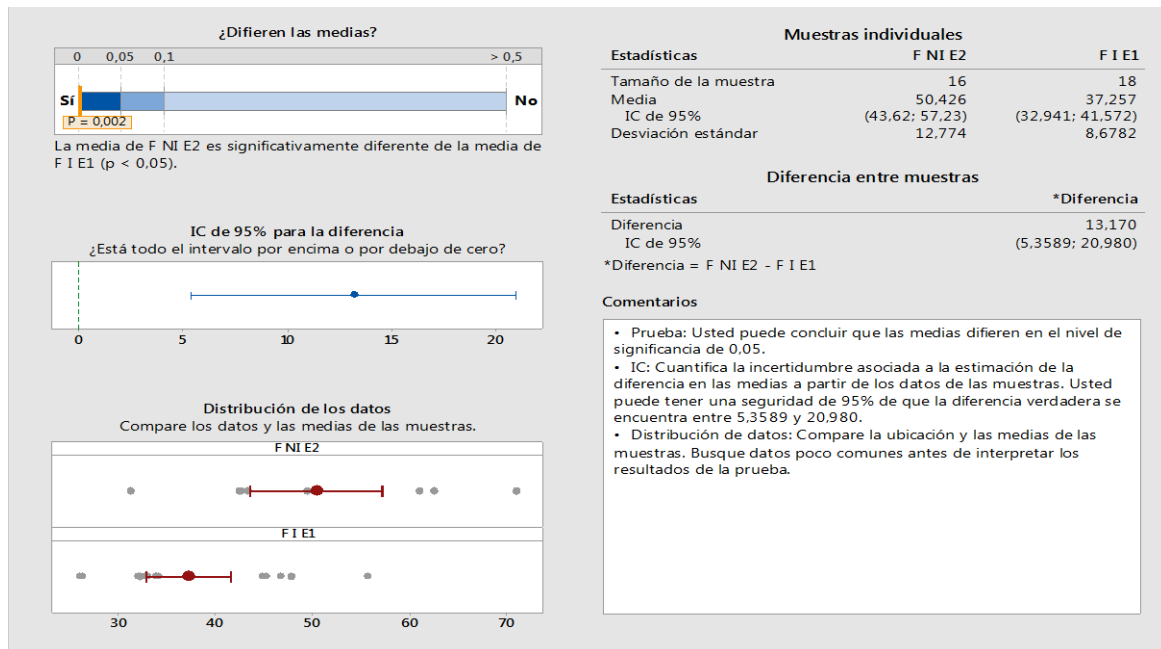 ¿Difieren las medias?
0 0,05 0,1 > 0,5
Sí No
P = 0,002
La media de F NI E2 es significativamente diferente de la media de
F I E1 (p < 0,05).
IC de 95% para la diferencia
¿Está todo el intervalo por encima o por debajo de cero?
0 5 10 15 20
Distribución de los datos
Compare los datos y las medias de las muestras.
F NI E2
F I E1
30 40 50 60 70
Muestras individuales
Estadísticas F NI E2 F I E1
Tamaño de la muestra 16 18
Media 50,426 37,257
IC de 95% (43,62; 57,23) (32,941; 41,572)
Desviación estándar 12,774 8,6782
Diferencia entre muestras
Estadísticas *Diferencia
Diferencia 13,170
IC de 95% (5,3589; 20,980)
*Diferencia = F NI E2 - F I E1
Comentarios
• Prueba: Usted puede concluir que las medias difieren en el nivel de
significancia de 0,05.
• IC: Cuantifica la incertidumbre asociada a la estimación de la
diferencia en las medias a partir de los datos de las muestras. Usted
puede tener una seguridad de 95% de que la diferencia verdadera se
encuentra entre 5,3589 y 20,980.
• Distribución de datos: Compare la ubicación y las medias de las
muestras. Busque datos poco comunes antes de interpretar los
resultados de la prueba.